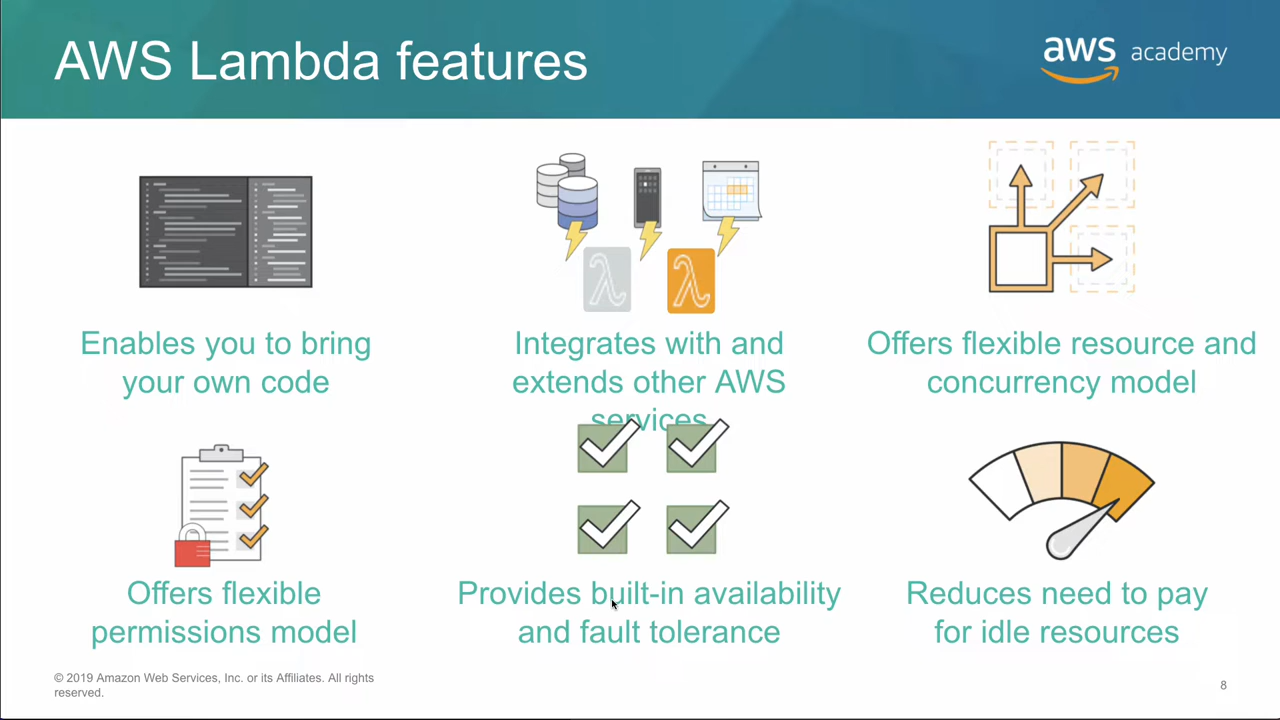 AWS Lambda features
aws academy
Enables you to bring
your own code
Integrates with and
extends other AWS
services
Offers flexible resource and
concurrency model
Offers flexible
permissions model
Provides built-in availability
and fault tolerance
Reduces need to pay
for idle resources
© 2019 Amazon Web Services, Inc. or its Affiliates. All rights
reserved.
8